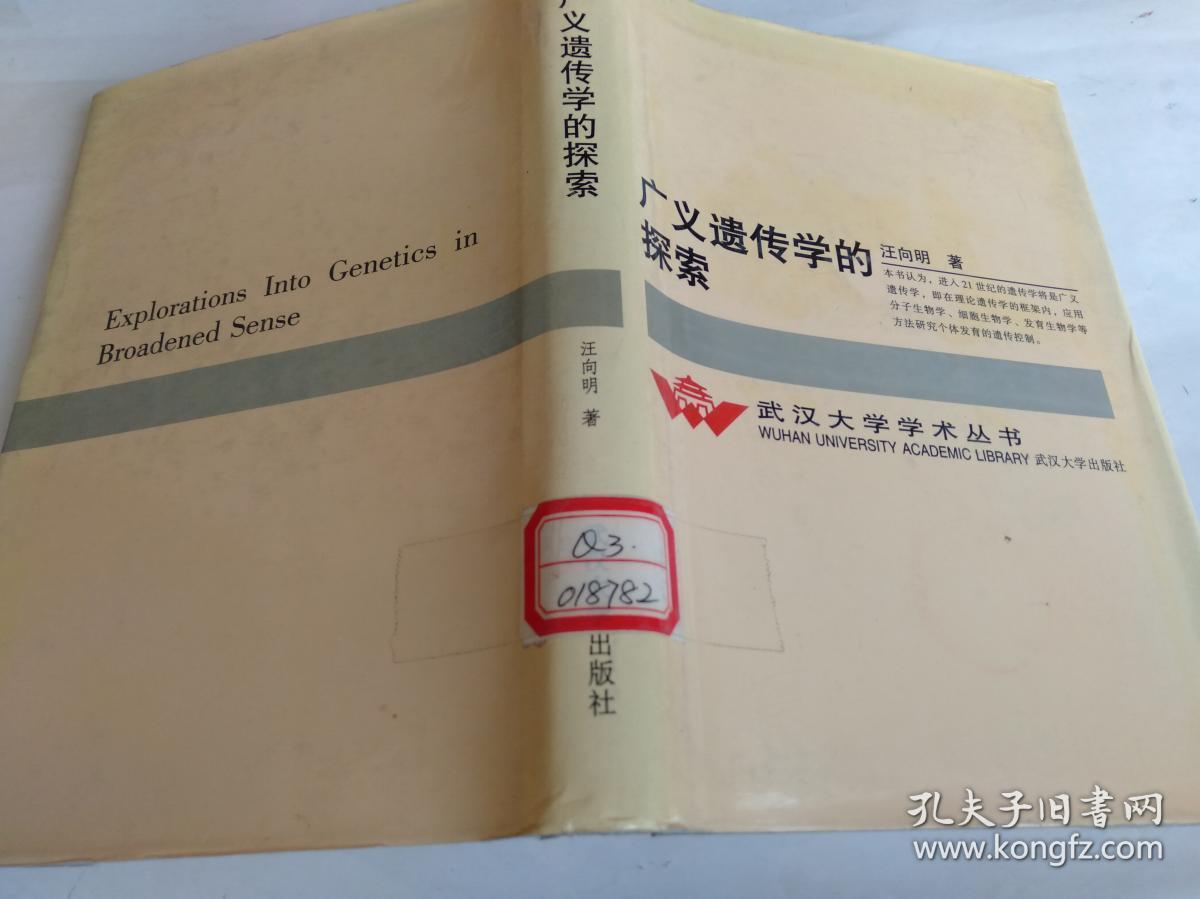 Explorations Into Genetics in
Broadened Sense
广义遗传学的探索
汪向明 著
Q3.
018782
出版社
广义遗传学的
探索
汪向明 著
本书认为，进入21世纪的遗传学将是广义
遗传学，即在理论遗传学的框架内，应用
分子生物学、细胞生物学、发育生物学等
方法研究个体发育的遗传控制。
武汉大学学术丛书
WUHAN UNIVERSITY ACADEMIC LIBRARY 武汉大学出版社
孔夫子旧书网
www.kongfz.com